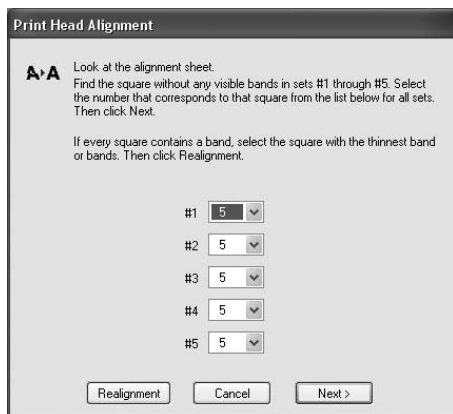 Print Head Alignment
A›A
Look at the alignment sheet.
Find the square without any visible bands in sets #1 through #5. Select
the number that corresponds to that square from the list below for all sets.
Then click Next.
If every square contains a band, select the square with the thinnest band
or bands. Then click Realignment.
#1 5
#2 5
#3 5
#4 5
#5 5
Realignment Cancel Next >